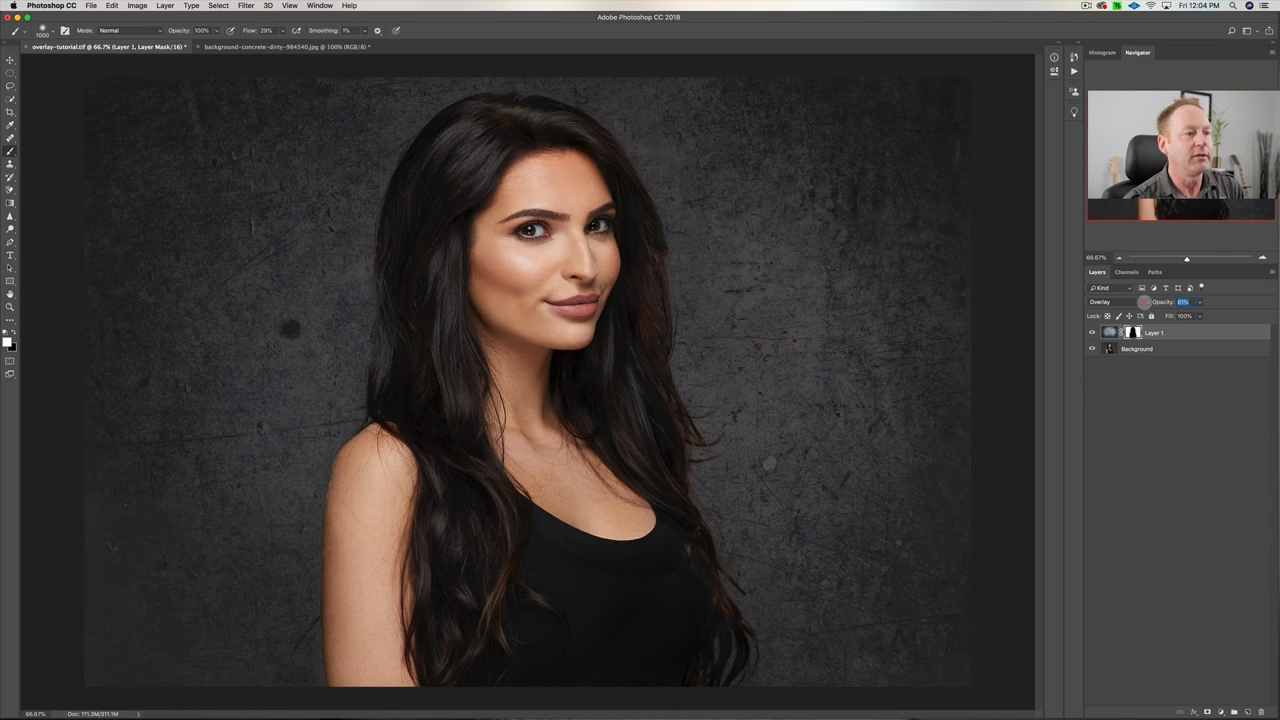 Photoshop CC File Edit Image Layer Type Select Filter 3D View Window Help Fri 12:04 PM
Adobe Photoshop CC 2018
1000 Mode: Normal Opacity: 100% Flow: 29% Smoothing: 1%
overlay-tutorial.tif @ 66.7% (Layer 1, Layer Mask/16) * background-concrete-dirty-984540.jpg @ 100% (RGB/8) *
Histogram Navigator
66.67%
Layers Channels Paths
Kind
Overlay Opacity: 61%
Lock: Fill: 100%
Layer 1
Background
66.67% Doc: 111.3M/311.1M